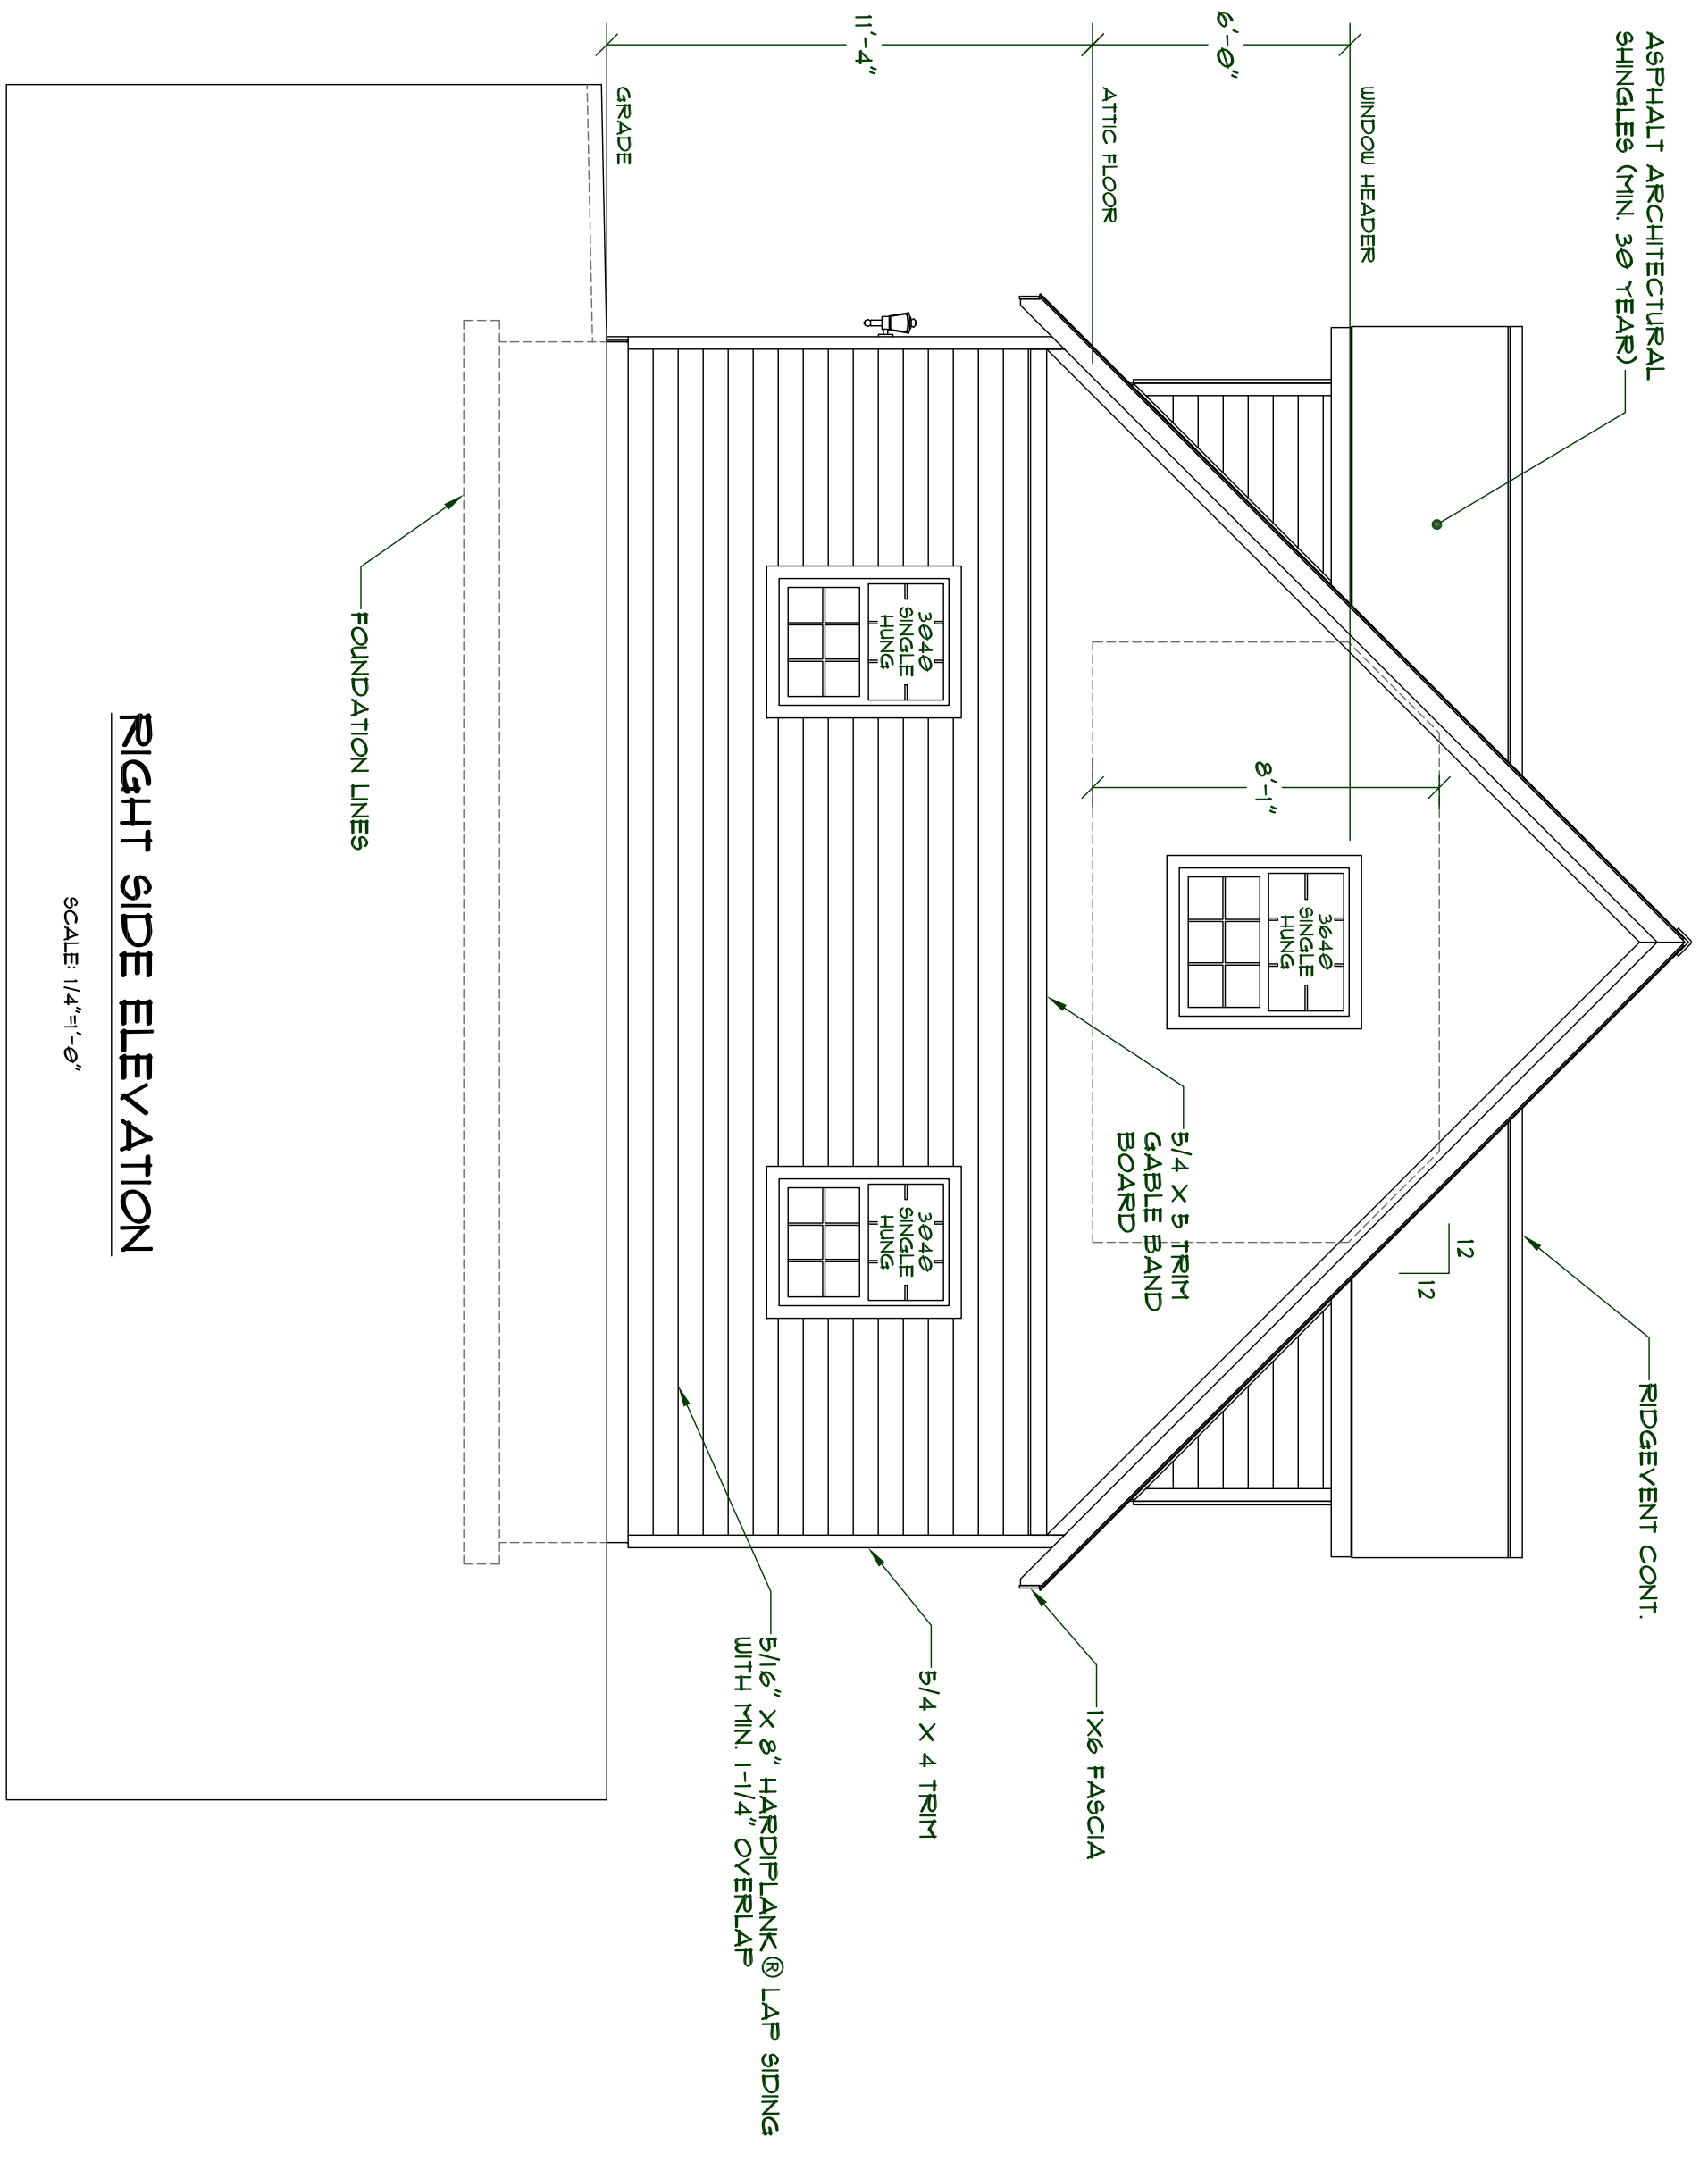 ASPHALT ARCHITECTURAL
SHINGLES (MIN. 30 YEAR)
RIDGEVENT CONT.
12
12
6'-0"
WINDOW HEADER
8'-1"
3640
SINGLE
HUNG
5/4 X 5 TRIM
GABLE BAND
BOARD
ATTIC FLOOR
1X6 FASCIA
11'-4"
3040
SINGLE
HUNG
3040
SINGLE
HUNG
5/4 X 4 TRIM
5/16" X 8" HARDIPLANK® LAP SIDING
WITH MIN. 1-1/4" OVERLAP
GRADE
FOUNDATION LINES
RIGHT SIDE ELEVATION
SCALE: 1/4"=1'-0"